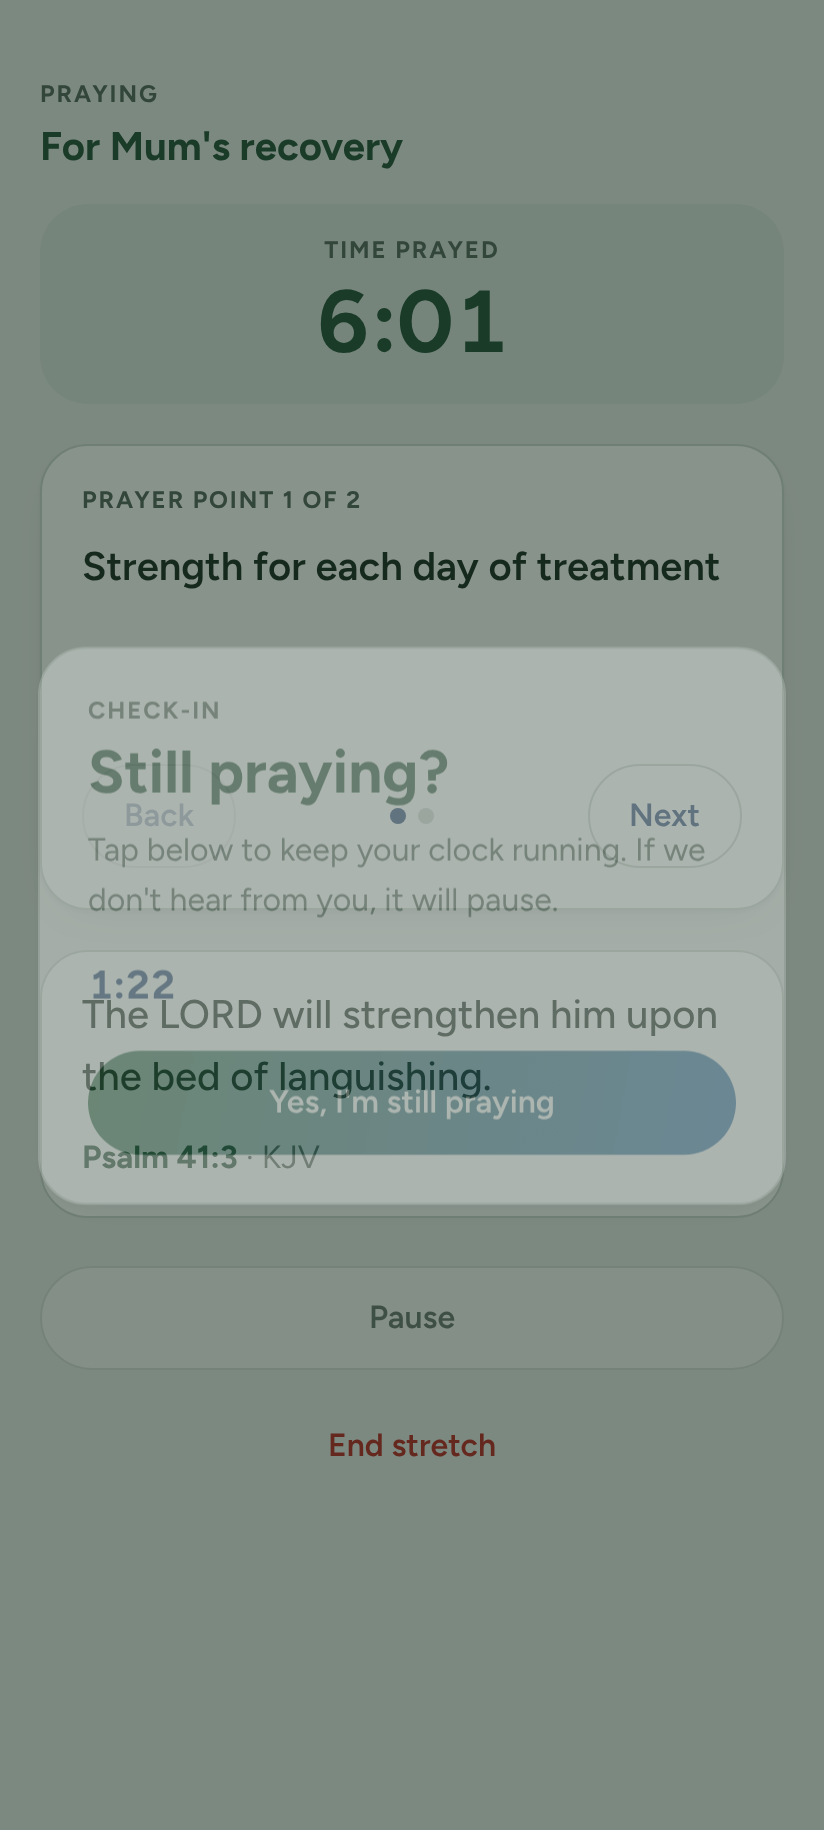 PRAYING
For Mum's recovery
TIME PRAYED
6:01
PRAYER POINT 1 OF 2
Strength for each day of treatment
CHECK-IN
Still praying?
Back
Next
Tap below to keep your clock running. If we
don't hear from you, it will pause.
1:22
The LORD will strengthen him upon
the bed of languishing.
Yes, I'm still praying
Psalm 41:3 · KJV
Pause
End stretch